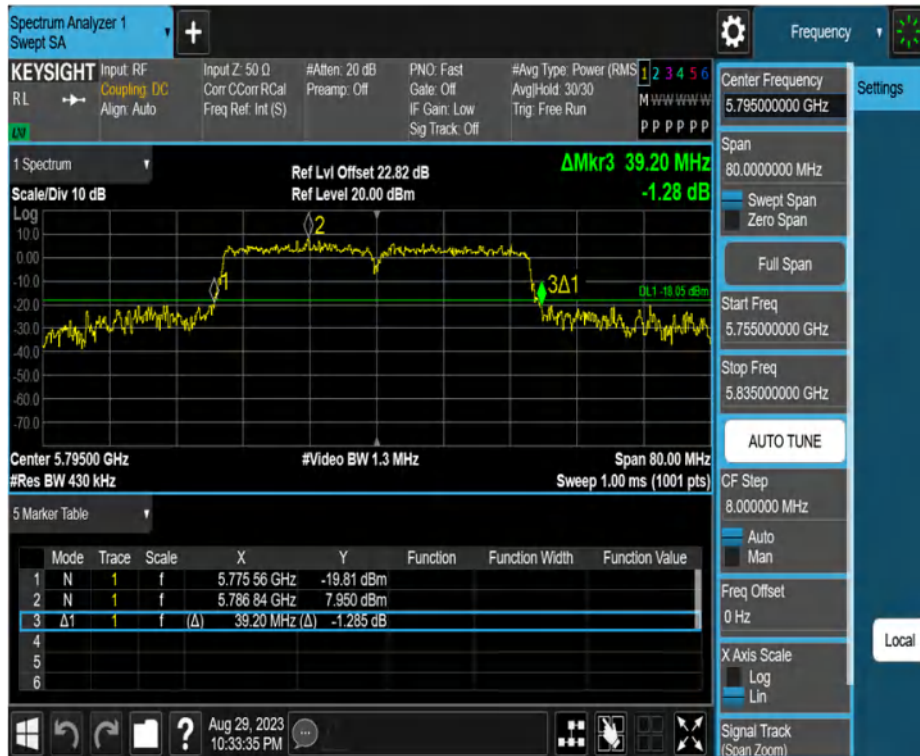 Spectrum Analyzer 1
Swept SA
+
Frequency
KEYSIGHT
RL
LNI
Input: RF
Coupling: DC
Align: Auto
Input Z: 50 Ω
Corr CCorr RCal
Freq Ref: Int (S)
#Atten: 20 dB
Preamp: Off
PNO: Fast
Gate: Off
IF Gain: Low
Sig Track: Off
#Avg Type: Power (RMS
Avg|Hold: 30/30
Trig: Free Run
1 2 3 4 5 6
M W W W W W
P P P P P P
Center Frequency
5.795000000 GHz
Settings
Span
80.0000000 MHz
Swept Span
Zero Span
Full Span
Start Freq
5.755000000 GHz
Stop Freq
5.835000000 GHz
AUTO TUNE
CF Step
8.000000 MHz
Auto
Man
Freq Offset
0 Hz
X Axis Scale
Log
Lin
Signal Track
(Span Zoom)
Local
1 Spectrum
Scale/Div 10 dB
Ref Lvl Offset 22.82 dB
Ref Level 20.00 dBm
ΔMkr3 39.20 MHz
-1.28 dB
Log
10.0
0.00
-10.0
-20.0
-30.0
-40.0
-50.0
-60.0
-70.0
2
1
3Δ1
DL1 -18.05 dBm
Center 5.79500 GHz
#Res BW 430 kHz
#Video BW 1.3 MHz
Span 80.00 MHz
Sweep 1.00 ms (1001 pts)
5 Marker Table
Mode Trace Scale X Y Function Function Width Function Value
1 N 1 f 5.775 56 GHz -19.81 dBm
2 N 1 f 5.786 84 GHz 7.950 dBm
3 Δ1 1 f (Δ) 39.20 MHz (Δ) -1.285 dB
4
5
6
?
Aug 29, 2023
10:33:35 PM